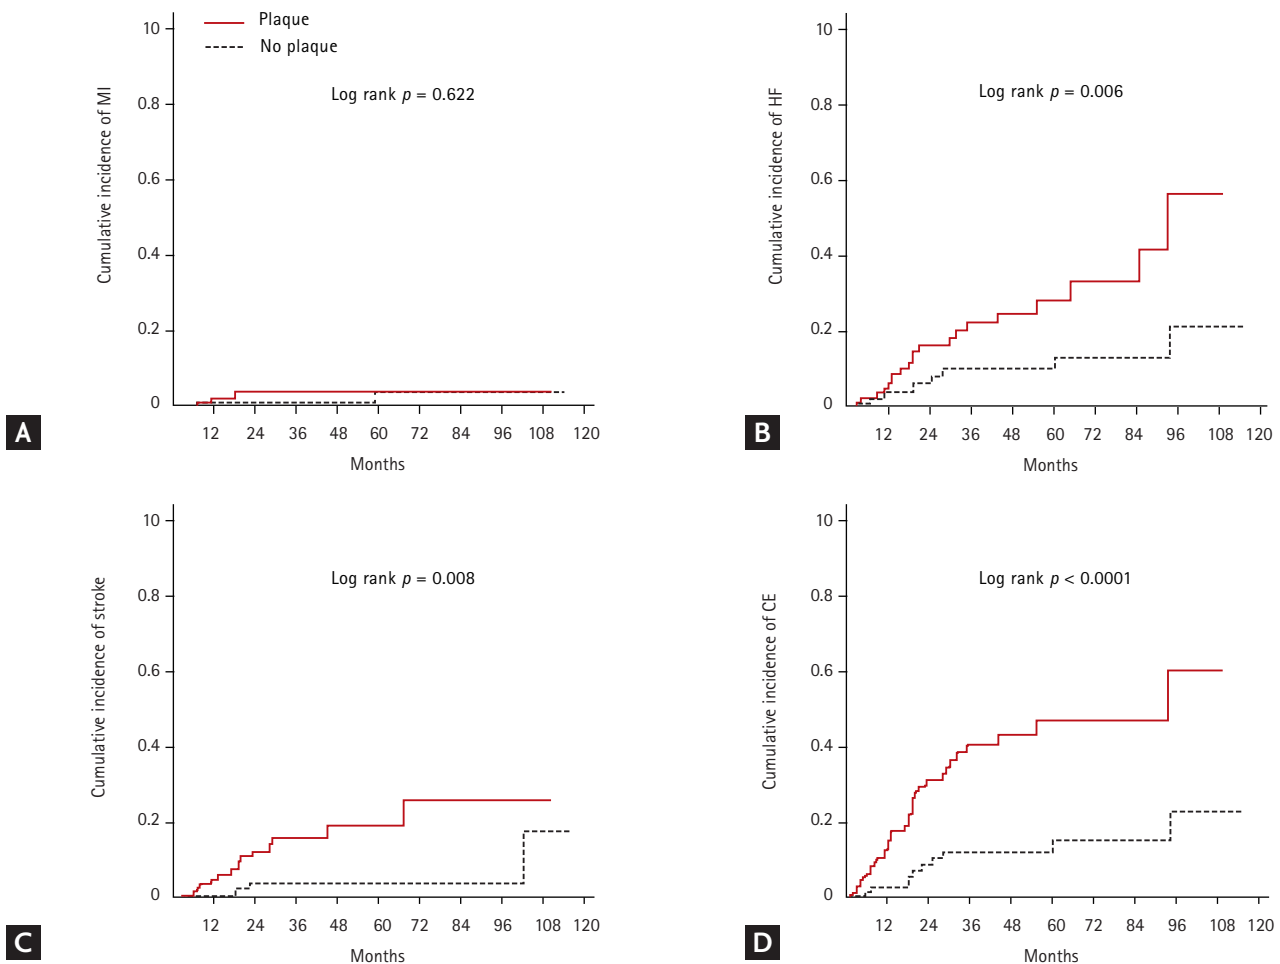 Plaque
No plaque
Log rank p = 0.622
Cumulative incidence of MI
10
0.8
0.6
0.4
0.2
0
12 24 36 48 60 72 84 96 108 120
Months
A
Log rank p = 0.006
Cumulative incidence of HF
10
0.8
0.6
0.4
0.2
0
12 24 36 48 60 72 84 96 108 120
Months
B
Log rank p = 0.008
Cumulative incidence of stroke
10
0.8
0.6
0.4
0.2
0
12 24 36 48 60 72 84 96 108 120
Months
C
Log rank p < 0.0001
Cumulative incidence of CE
10
0.8
0.6
0.4
0.2
0
12 24 36 48 60 72 84 96 108 120
Months
D